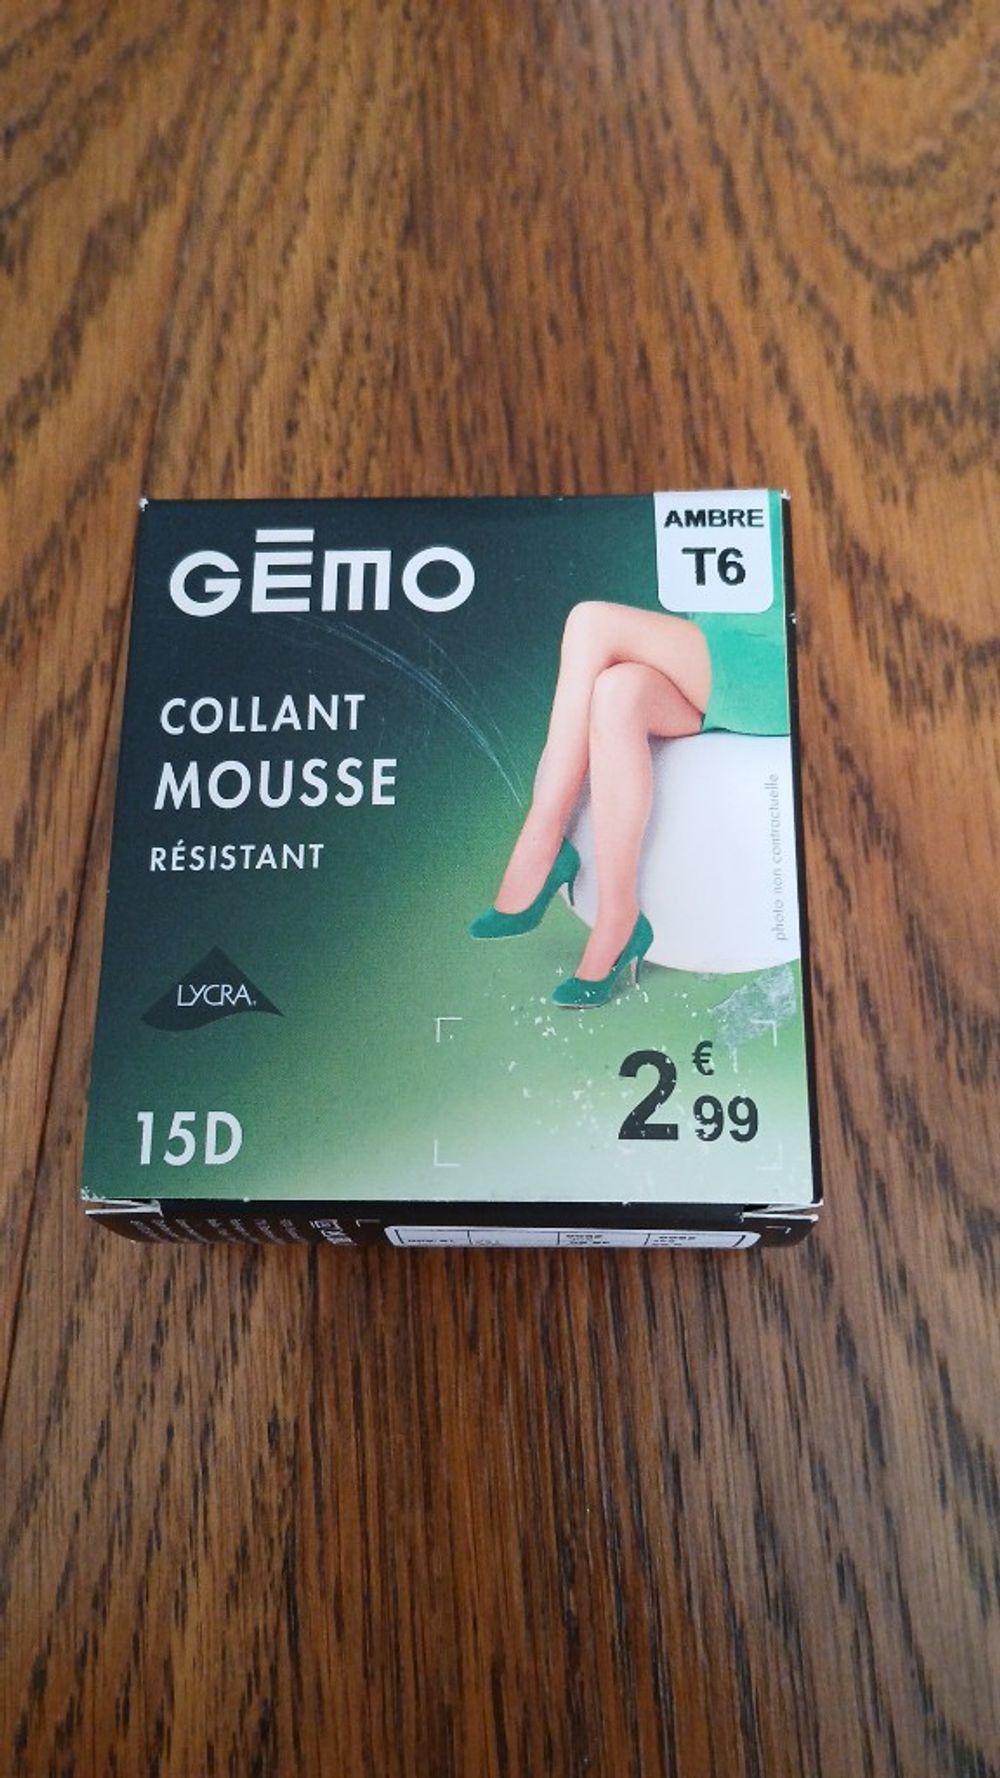 AMBRE
T6
GĒMO
COLLANT
MOUSSE
RÉSISTANT
photo non contractuelle
LYCRA
2€99
15D